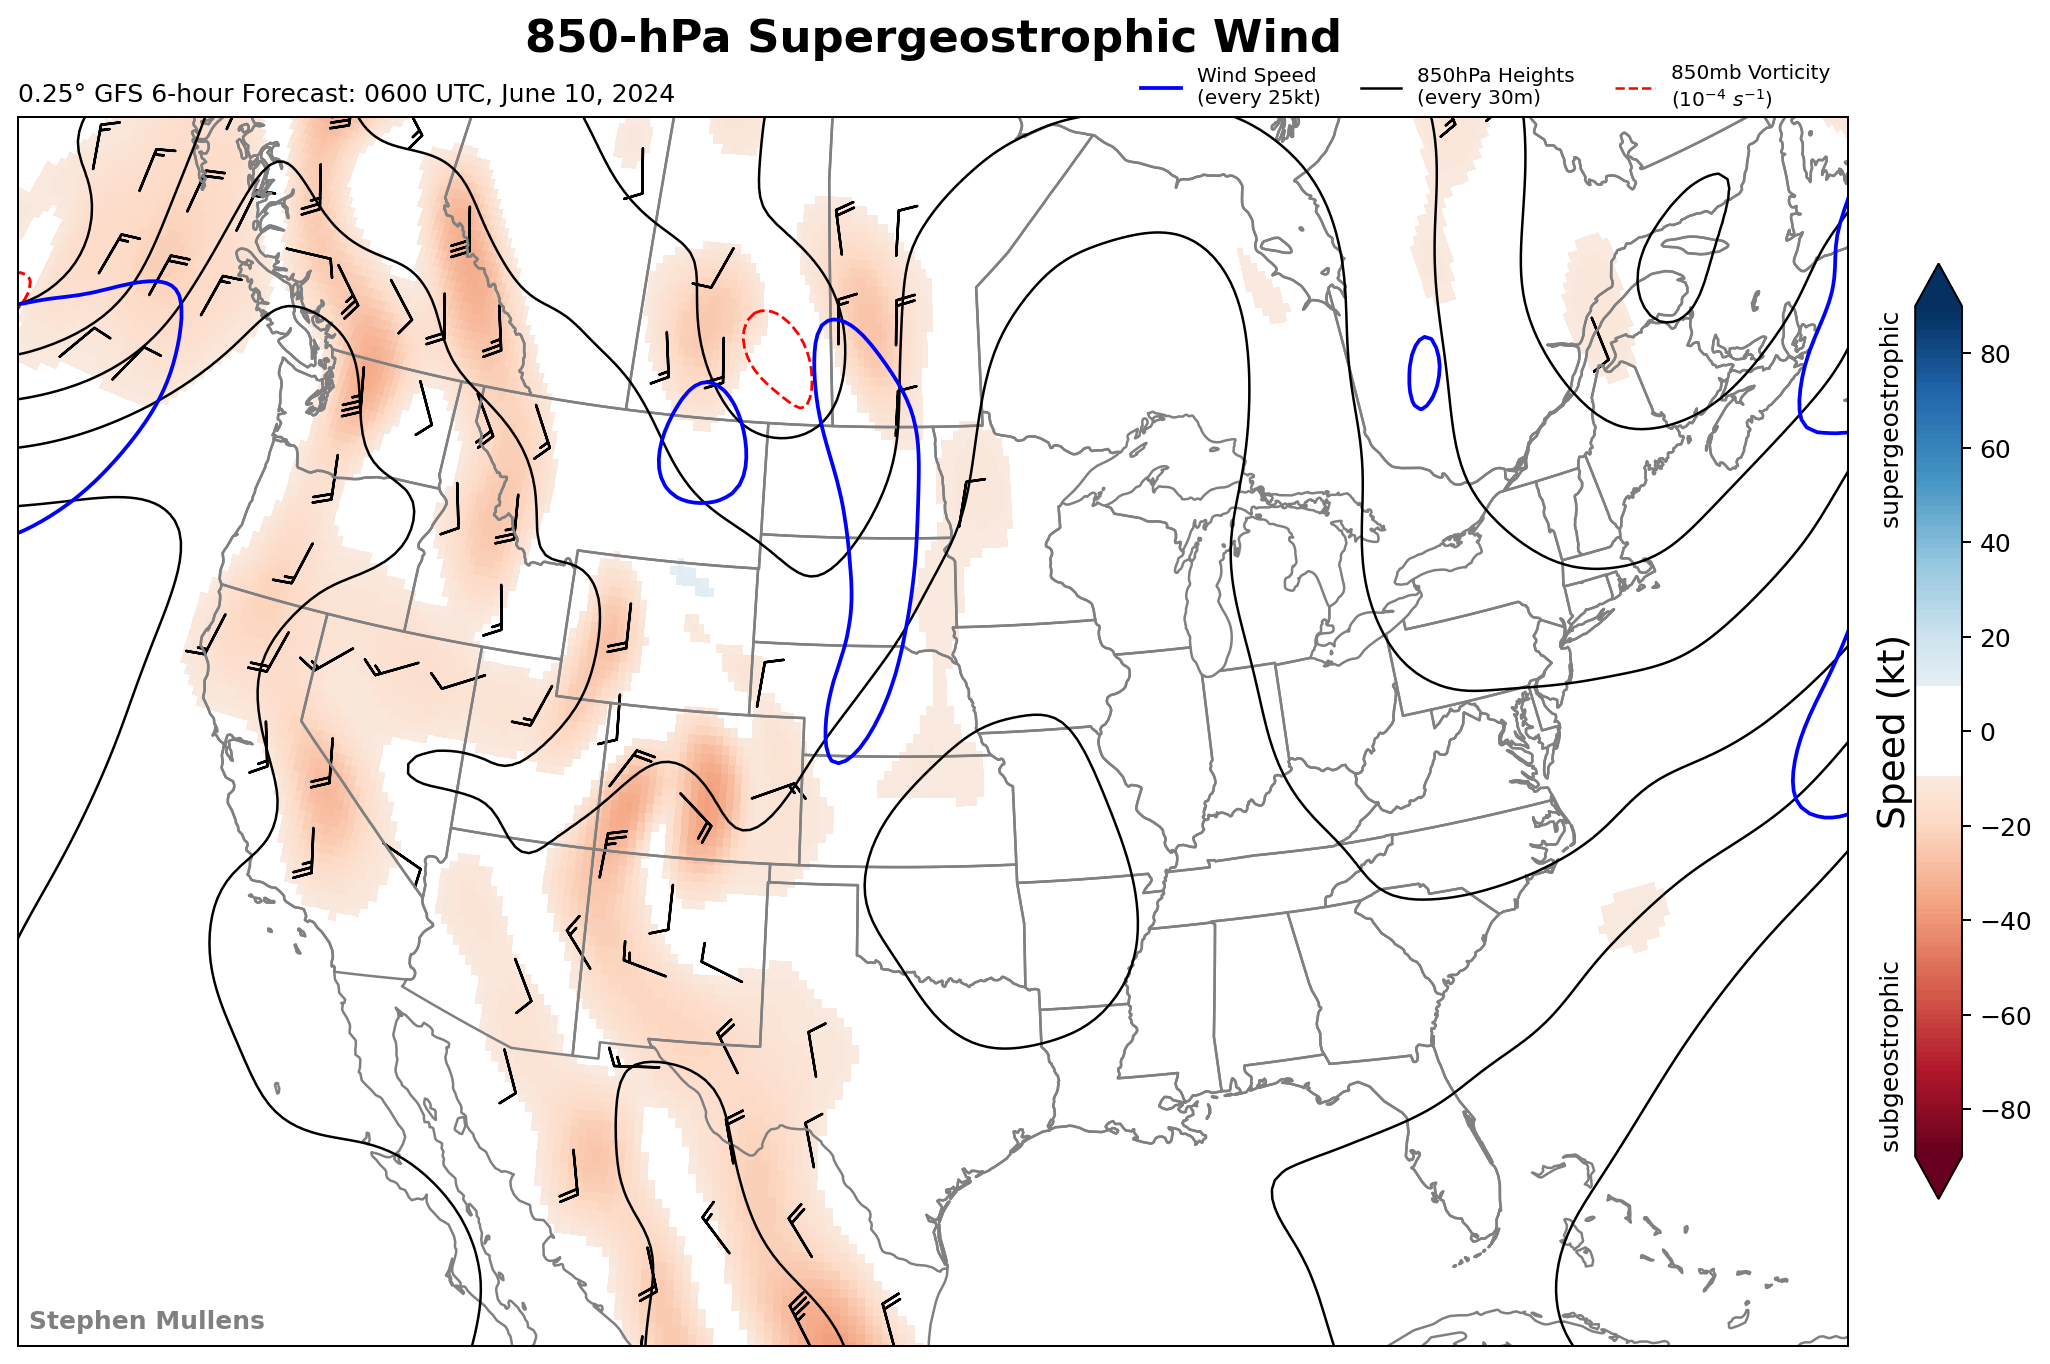 850-hPa Supergeostrophic Wind
0.25° GFS 6-hour Forecast: 0600 UTC, June 10, 2024
Wind Speed
(every 25kt)
850hPa Heights
(every 30m)
850mb Vorticity
(10⁻⁴ s⁻¹)
supergeostrophic
Speed (kt)
subgeostrophic
80
60
40
20
0
−20
−40
−60
−80
Stephen Mullens